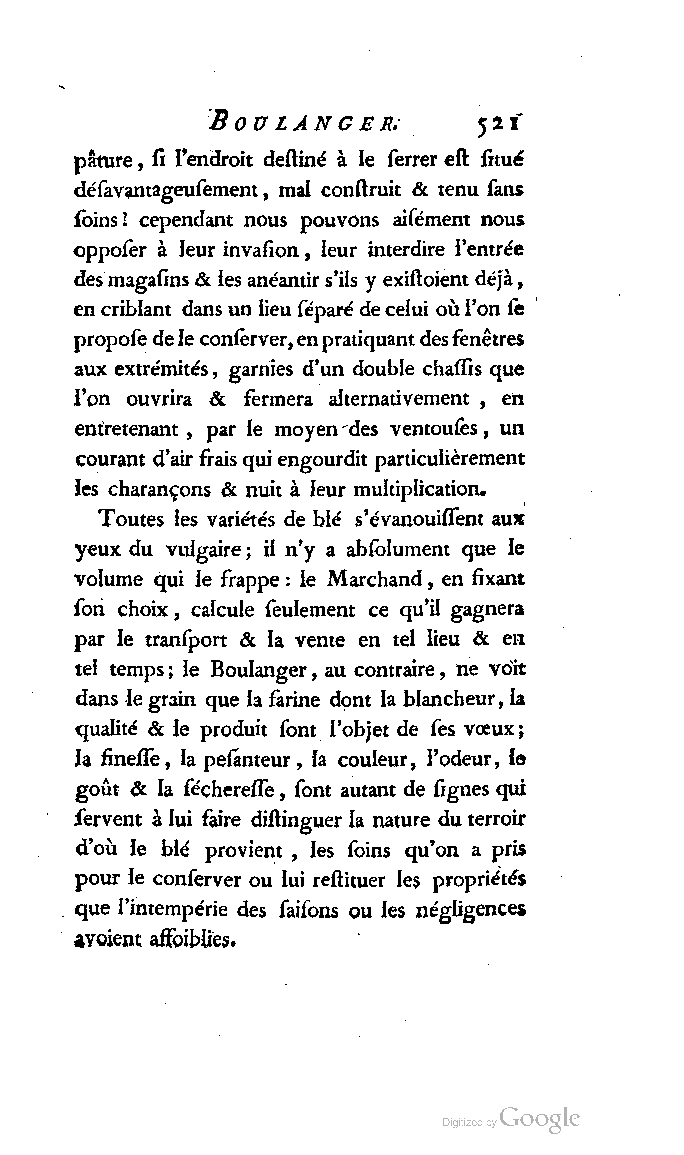 BOULANGER. 521
pâture, ſi l'endroit deſtiné à le ſerrer eſt ſitué
déſavantageuſement, mal conſtruit & tenu ſans
ſoins? cependant nous pouvons aiſément nous
oppoſer à leur invaſion, leur interdire l'entrée
des magaſins & les anéantir s'ils y exiſtoient déjà,
en criblant dans un lieu ſéparé de celui où l'on ſe
propoſe de le conſerver, en pratiquant des fenêtres
aux extrémités, garnies d'un double chaſſis que
l'on ouvrira & fermera alternativement, en
entretenant, par le moyen des ventouſes, un
courant d'air frais qui engourdit particulièrement
les charançons & nuit à leur multiplication.
Toutes les variétés de blé s'évanouiſſent aux
yeux du vulgaire; il n'y a abſolument que le
volume qui le frappe: le Marchand, en fixant
ſon choix, calcule ſeulement ce qu'il gagnera
par le tranſport & la vente en tel lieu & en
tel temps; le Boulanger, au contraire, ne voit
dans le grain que la farine dont la blancheur, la
qualité & le produit ſont l'objet de ſes vœux;
la fineſſe, la peſanteur, la couleur, l'odeur, le
goût & la ſéchereſſe, ſont autant de ſignes qui
ſervent à lui faire diſtinguer la nature du terroir
d'où le blé provient, les ſoins qu'on a pris
pour le conſerver ou lui reſtituer les propriétés
que l'intempérie des ſaiſons ou les négligences
avoient affoiblies.
Digitized by Google